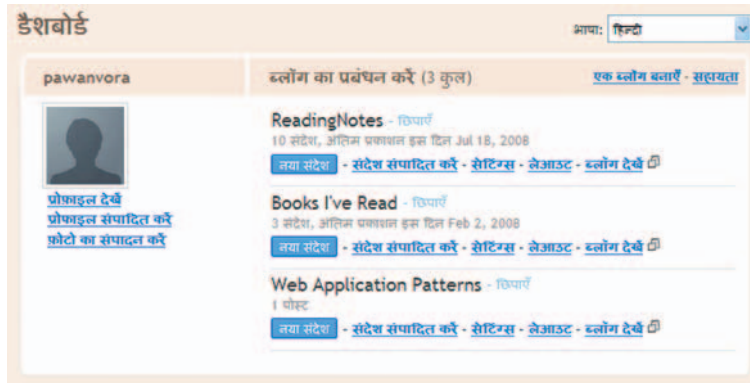 डैशबोर्ड
भाषा: हिन्दी
pawanvora
ब्लॉग का प्रबंधन करें (3 कुल)
एक ब्लॉग बनाएँ - सहायता
ReadingNotes - छिपाएँ
10 संदेश, अंतिम प्रकाशन इस दिन Jul 18, 2008
नया संदेश - संदेश संपादित करें - सेटिंग्स - लेआउट - ब्लॉग देखें
प्रोफ़ाइल देखें
प्रोफ़ाइल संपादित करें
फ़ोटो का संपादन करें
Books I've Read - छिपाएँ
3 संदेश, अंतिम प्रकाशन इस दिन Feb 2, 2008
नया संदेश - संदेश संपादित करें - सेटिंग्स - लेआउट - ब्लॉग देखें
Web Application Patterns - छिपाएँ
1 पोस्ट
नया संदेश - संदेश संपादित करें - सेटिंग्स - लेआउट - ब्लॉग देखें